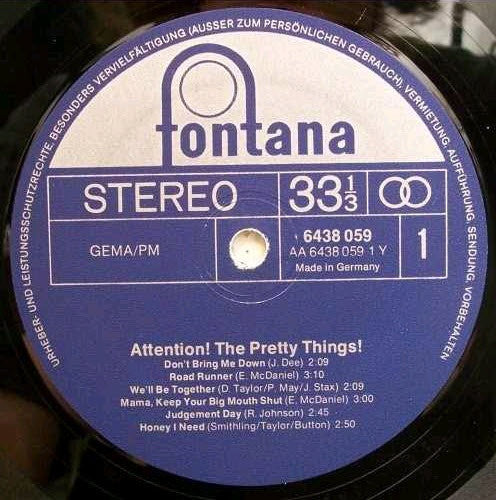 URHEBER- UND LEISTUNGSSCHUTZRECHTE, BESONDERS VERVIELFÄLTIGUNG (AUSSER ZUM PERSÖNLICHEN GEBRAUCH), VERMIETUNG, AUFFÜHRUNG, SENDUNG, VORBEHALTEN
fontana
STEREO
33 1/3
GEMA/PM
6438 059
AA 6438 059 1 Y
Made in Germany
1
Attention! The Pretty Things!
Don't Bring Me Down (J. Dee) 2:09
Road Runner (E. McDaniel) 3:10
We'll Be Together (D. Taylor/P. May/J. Stax) 2:09
Mama, Keep Your Big Mouth Shut (E. McDaniel) 3:00
Judgement Day (R. Johnson) 2:45
Honey I Need (Smithling/Taylor/Button) 2:50